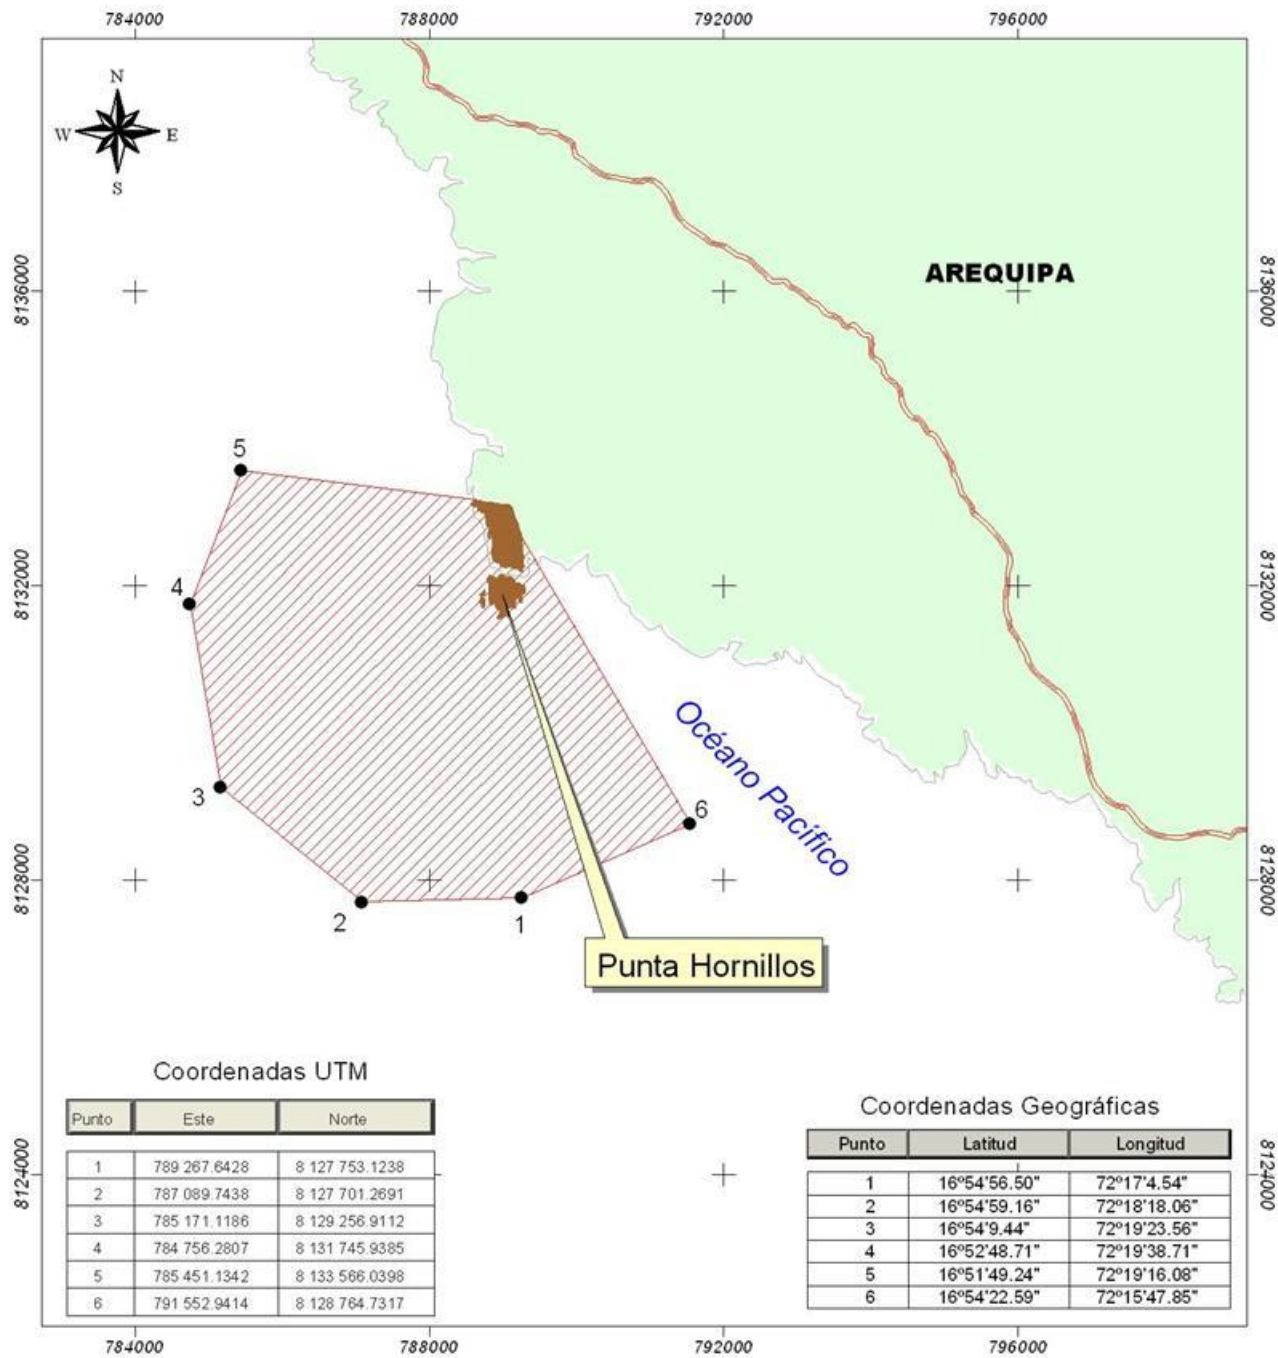 784000 788000 792000 796000
N
W E
S
AREQUIPA
8136000 8136000
5
4
8132000 8132000
Océano Pacífico
3
6
8128000 8128000
2 1
Punta Hornillos
Coordenadas UTM
Punto Este Norte
1 789 267.6428 8 127 753.1238
2 787 089.7438 8 127 701.2691
3 785 171.1186 8 129 256.9112
4 784 756.2807 8 131 745.9385
5 785 451.1342 8 133 566.0398
6 791 552.9414 8 128 764.7317
Coordenadas Geográficas
Punto Latitud Longitud
1 16º54'56.50" 72º17'4.54"
2 16º54'59.16" 72º18'18.06"
3 16º54'9.44" 72º19'23.56"
4 16º52'48.71" 72º19'38.71"
5 16º51'49.24" 72º19'16.08"
6 16º54'22.59" 72º15'47.85"
8124000 8124000
784000 788000 792000 796000